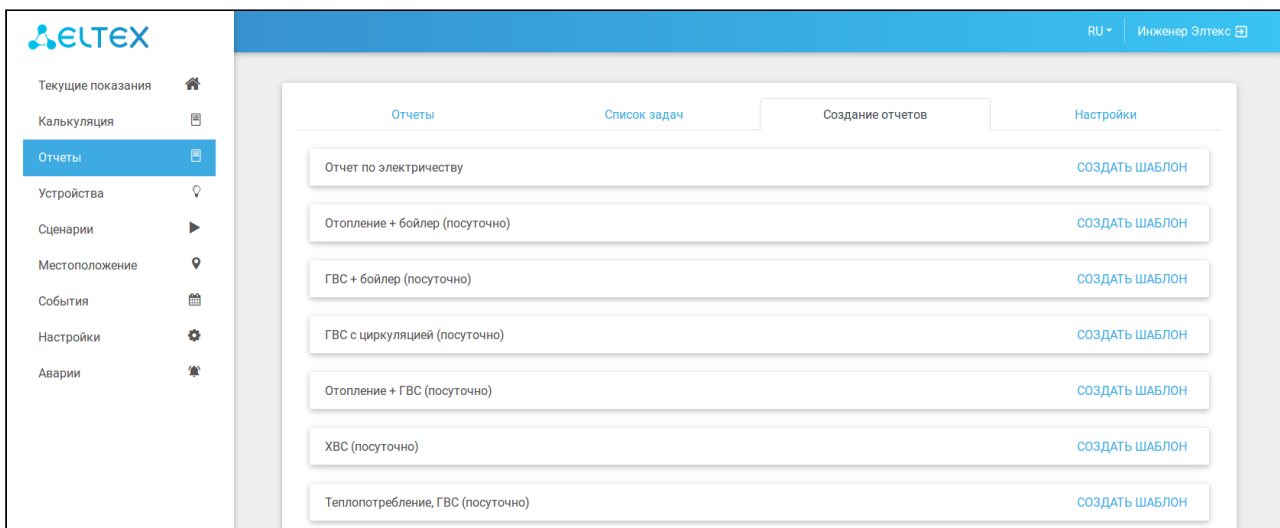 ELTEX
RU
Инженер Элтекс
Текущие показания
Калькуляция
Отчеты
Устройства
Сценарии
Местоположение
События
Настройки
Аварии
Отчеты Список задач Создание отчетов Настройки
Отчет по электричеству СОЗДАТЬ ШАБЛОН
Отопление + бойлер (посуточно) СОЗДАТЬ ШАБЛОН
ГВС + бойлер (посуточно) СОЗДАТЬ ШАБЛОН
ГВС с циркуляцией (посуточно) СОЗДАТЬ ШАБЛОН
Отопление + ГВС (посуточно) СОЗДАТЬ ШАБЛОН
ХВС (посуточно) СОЗДАТЬ ШАБЛОН
Теплопотребление, ГВС (посуточно) СОЗДАТЬ ШАБЛОН